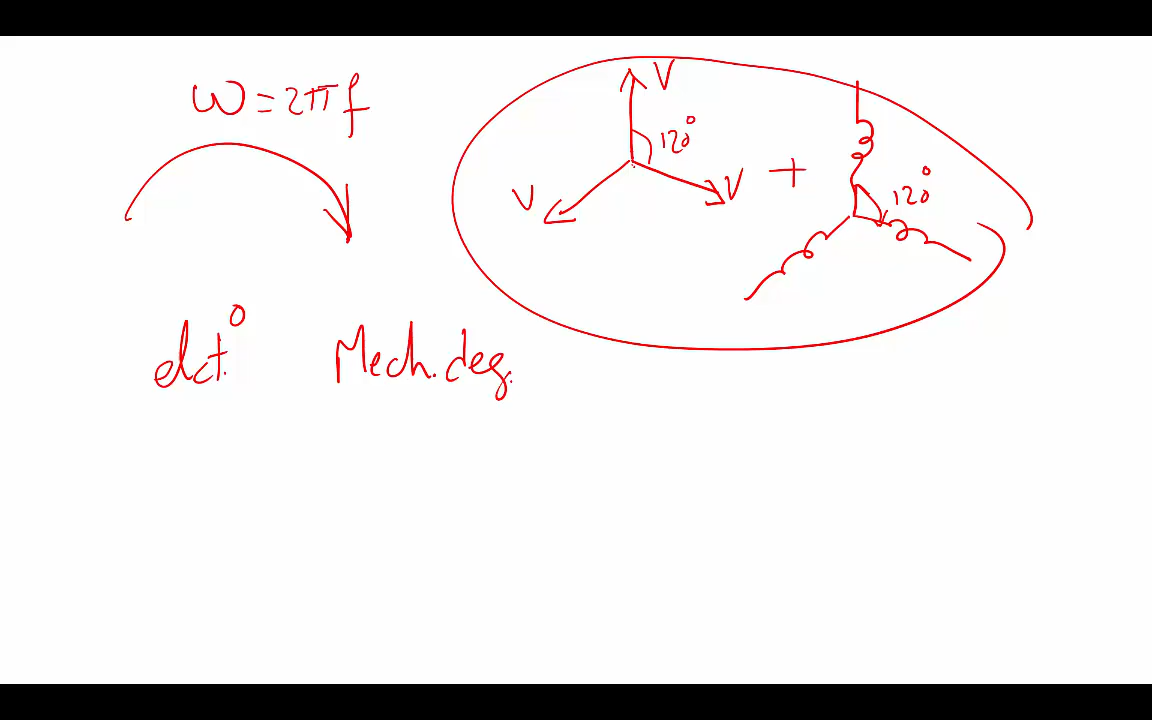 ω = 2πf
V
120°
V
V
+
120°
elct.°
Mech. deg.